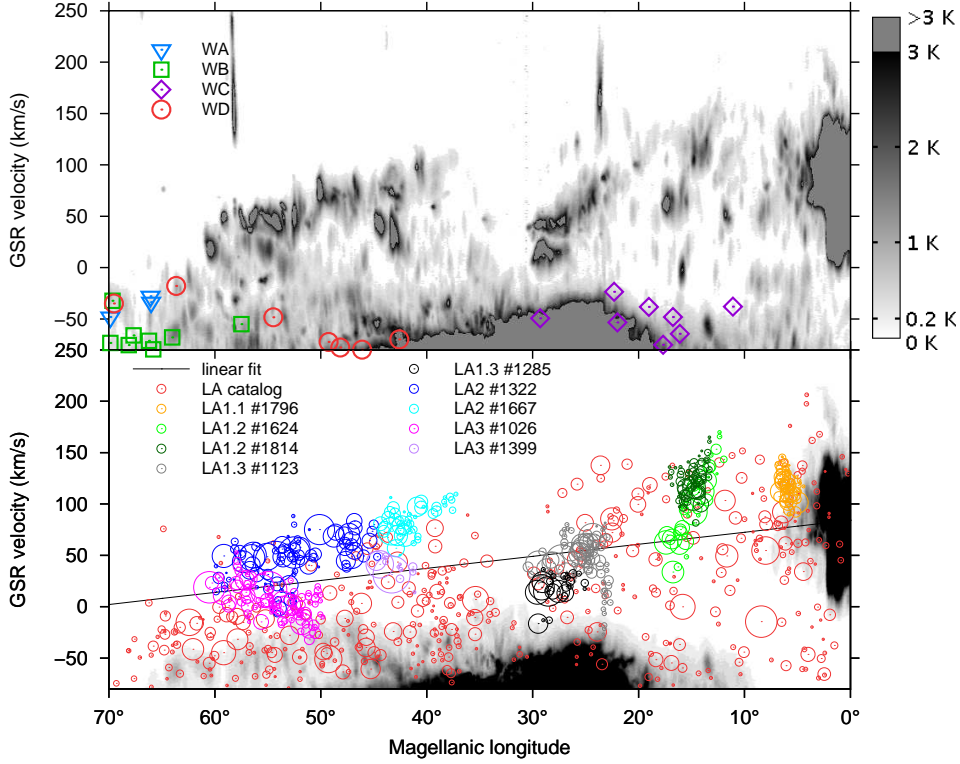 250
200
150
100
50
0
−50
GSR velocity (km/s)
WA
WB
WC
WD
>3 K
3 K
2 K
1 K
0.2 K
0 K
250
200
150
100
50
0
−50
GSR velocity (km/s)
linear fit
LA catalog
LA1.1 #1796
LA1.2 #1624
LA1.2 #1814
LA1.3 #1123
LA1.3 #1285
LA2 #1322
LA2 #1667
LA3 #1026
LA3 #1399
70° 60° 50° 40° 30° 20° 10° 0°
Magellanic longitude